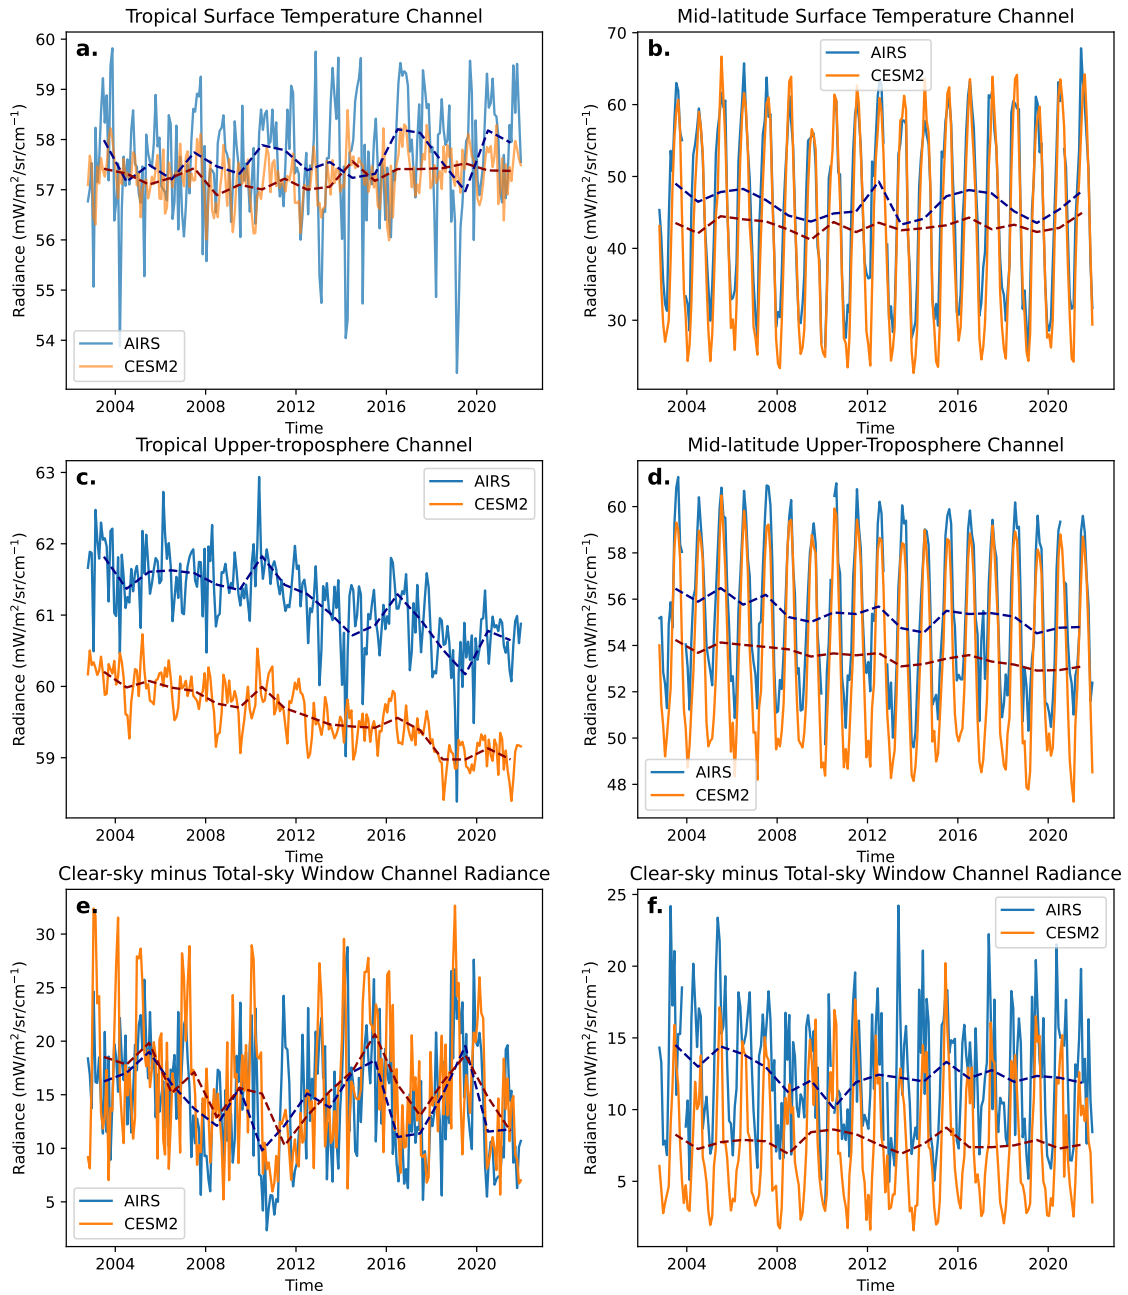 Tropical Surface Temperature Channel
a.
Radiance (mW/m²/sr/cm⁻¹)
60
59
58
57
56
55
54
AIRS
CESM2
2004 2008 2012 2016 2020
Time
Mid-latitude Surface Temperature Channel
b.
Radiance (mW/m²/sr/cm⁻¹)
70
60
50
40
30
AIRS
CESM2
2004 2008 2012 2016 2020
Time
Tropical Upper-troposphere Channel
c.
Radiance (mW/m²/sr/cm⁻¹)
63
62
61
60
59
AIRS
CESM2
2004 2008 2012 2016 2020
Time
Mid-latitude Upper-Troposphere Channel
d.
Radiance (mW/m²/sr/cm⁻¹)
60
58
56
54
52
50
48
AIRS
CESM2
2004 2008 2012 2016 2020
Time
Clear-sky minus Total-sky Window Channel Radiance
e.
Radiance (mW/m²/sr/cm⁻¹)
30
25
20
15
10
5
AIRS
CESM2
2004 2008 2012 2016 2020
Time
Clear-sky minus Total-sky Window Channel Radiance
f.
Radiance (mW/m²/sr/cm⁻¹)
25
20
15
10
5
AIRS
CESM2
2004 2008 2012 2016 2020
Time